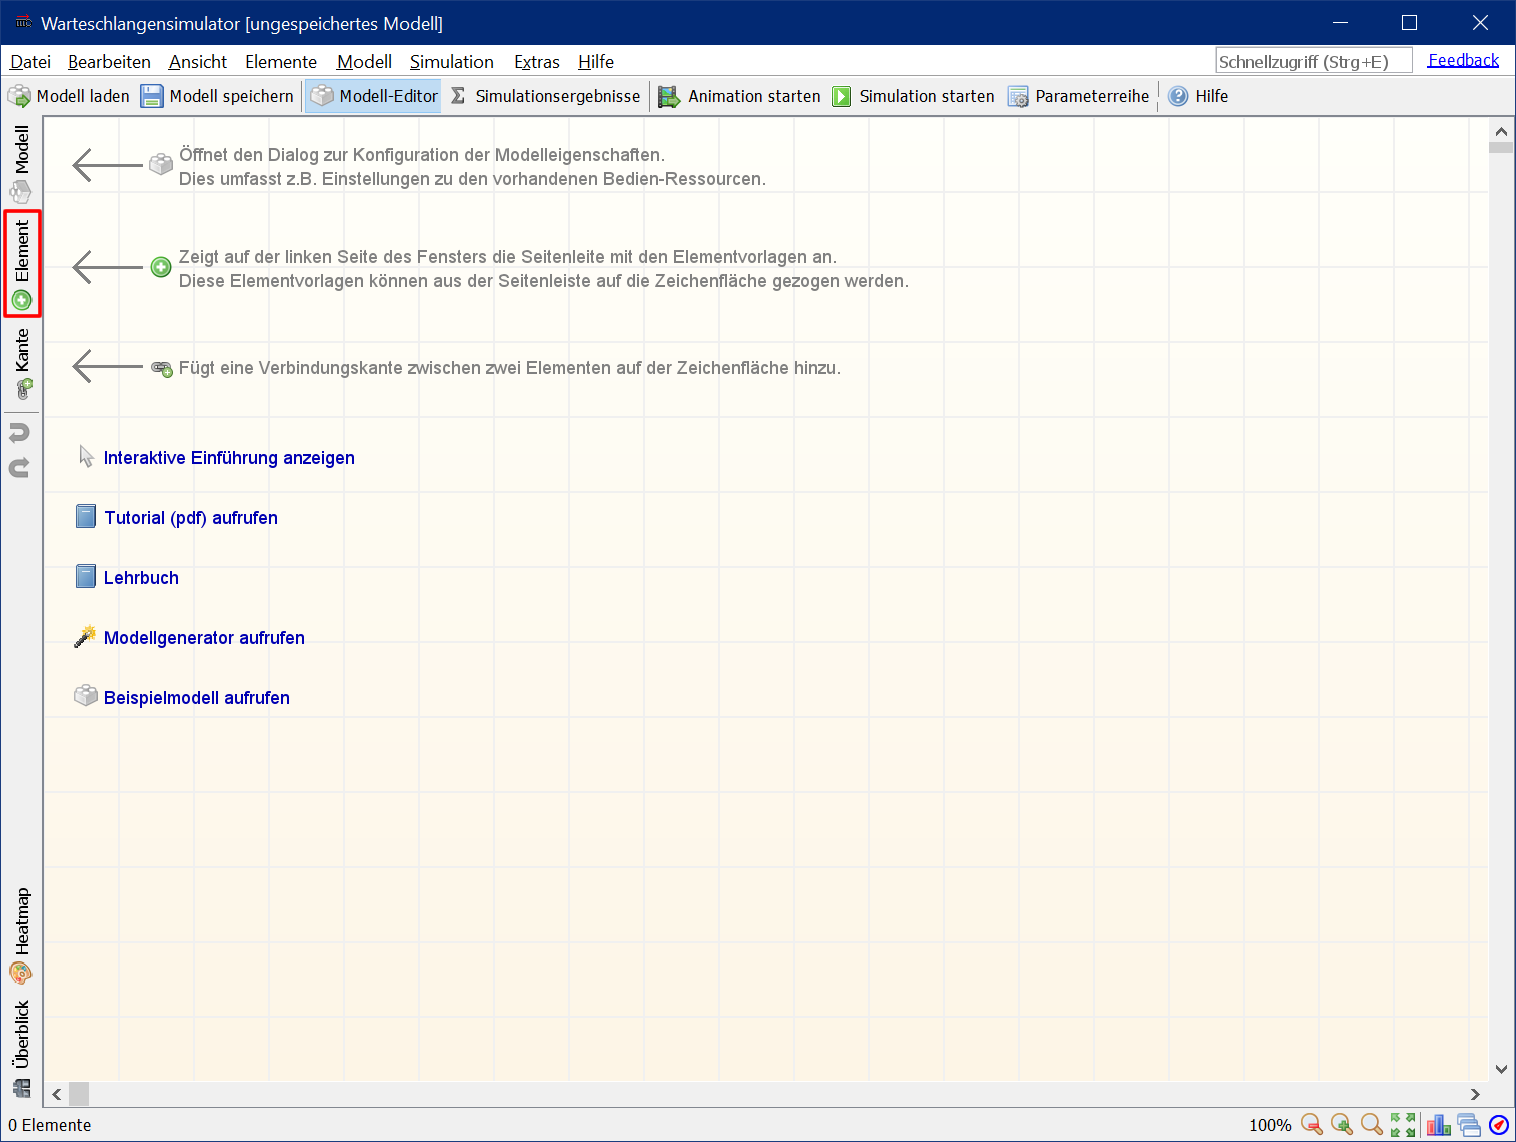 Warteschlangensimulator [ungespeichertes Modell]
Datei Bearbeiten Ansicht Elemente Modell Simulation Extras Hilfe Schnellzugriff (Strg+E) Feedback
Modell laden Modell speichern Modell-Editor Simulationsergebnisse Animation starten Simulation starten Parameterreihe Hilfe
Modell
Element
Kante
Heatmap
Überblick
Öffnet den Dialog zur Konfiguration der Modelleigenschaften.
Dies umfasst z.B. Einstellungen zu den vorhandenen Bedien-Ressourcen.
Zeigt auf der linken Seite des Fensters die Seitenleite mit den Elementvorlagen an.
Diese Elementvorlagen können aus der Seitenleiste auf die Zeichenfläche gezogen werden.
Fügt eine Verbindungskante zwischen zwei Elementen auf der Zeichenfläche hinzu.
Interaktive Einführung anzeigen
Tutorial (pdf) aufrufen
Lehrbuch
Modellgenerator aufrufen
Beispielmodell aufrufen
0 Elemente 100%